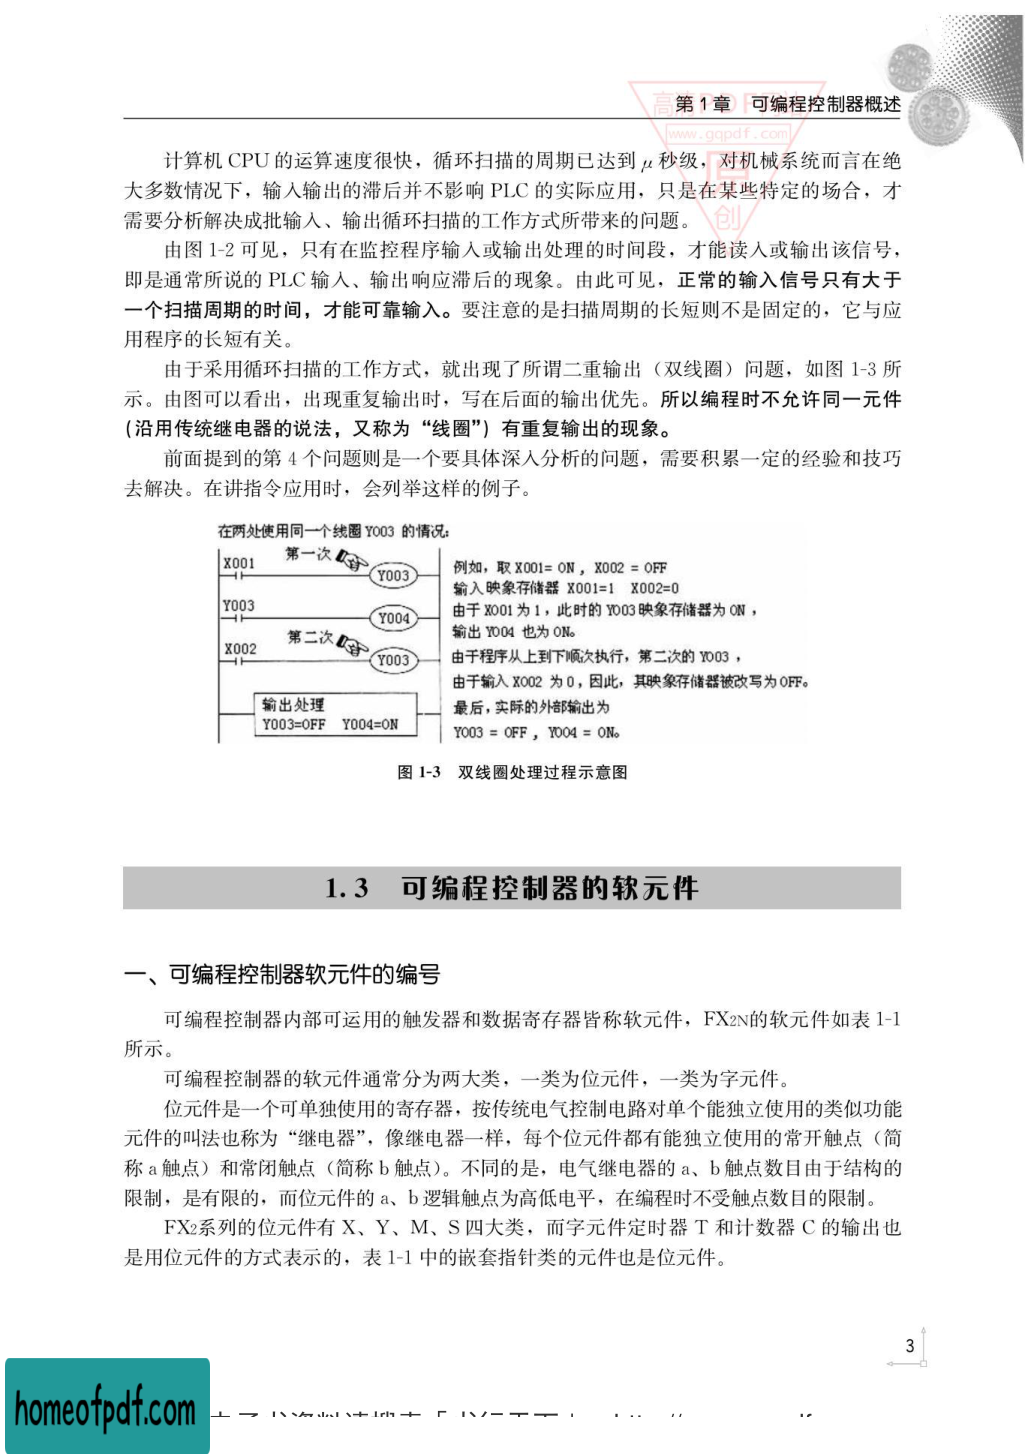 第 1 章　可编程控制器概述
www.gqpdf.com
原
创
计算机 CPU 的运算速度很快，循环扫描的周期已达到 μ 秒级，对机械系统而言在绝
大多数情况下，输入输出的滞后并不影响 PLC 的实际应用，只是在某些特定的场合，才
需要分析解决成批输入、输出循环扫描的工作方式所带来的问题。
由图 1-2 可见，只有在监控程序输入或输出处理的时间段，才能读入或输出该信号，
即是通常所说的 PLC 输入、输出响应滞后的现象。由此可见，正常的输入信号只有大于
一个扫描周期的时间，才能可靠输入。要注意的是扫描周期的长短则不是固定的，它与应
用程序的长短有关。
由于采用循环扫描的工作方式，就出现了所谓二重输出（双线圈）问题，如图 1-3 所
示。由图可以看出，出现重复输出时，写在后面的输出优先。所以编程时不允许同一元件
（沿用传统继电器的说法，又称为“线圈”）有重复输出的现象。
前面提到的第 4 个问题则是一个要具体深入分析的问题，需要积累一定的经验和技巧
去解决。在讲指令应用时，会列举这样的例子。
在两处使用同一个线圈 Y003 的情况：
X001
第一次
Y003
Y003
Y004
X002
第二次
Y003
输出处理
Y003=OFF Y004=ON
例如，取 X001= ON , X002 = OFF
输入映象存储器 X001=1 X002=0
由于 X001 为 1，此时的 Y003 映象存储器为 ON，
输出 Y004 也为 ON。
由于程序从上到下顺次执行，第二次的 Y003，
由于输入 X002 为 0，因此，其映象存储器被改写为 OFF。
最后，实际的外部输出为
Y003 = OFF , Y004 = ON。
图 1-3　双线圈处理过程示意图
1. 3　可编程控制器的软元件
一、可编程控制器软元件的编号
可编程控制器内部可运用的触发器和数据寄存器皆称软元件，FX2N的软元件如表 1-1
所示。
可编程控制器的软元件通常分为两大类，一类为位元件，一类为字元件。
位元件是一个可单独使用的寄存器，按传统电气控制电路对单个能独立使用的类似功能
元件的叫法也称为“继电器”，像继电器一样，每个位元件都有能独立使用的常开触点（简
称 a 触点）和常闭触点（简称 b 触点）。不同的是，电气继电器的 a、b 触点数目由于结构的
限制，是有限的，而位元件的 a、b 逻辑触点为高低电平，在编程时不受触点数目的限制。
FX2系列的位元件有 X、Y、M、S 四大类，而字元件定时器 T 和计数器 C 的输出也
是用位元件的方式表示的，表 1-1 中的嵌套指针类的元件也是位元件。
3
homeofpdf.com